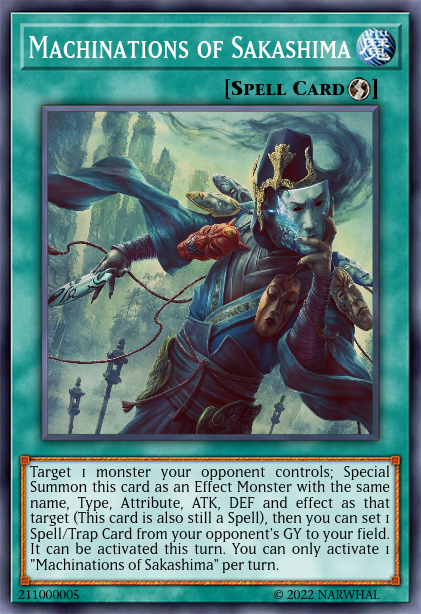 Machinations of Sakashima
魔
[Spell Card]
Target 1 monster your opponent controls; Special
Summon this card as an Effect Monster with the same
name, Type, Attribute, ATK, DEF and effect as that
target (This card is also still a Spell), then you can set 1
Spell/Trap Card from your opponent's GY to your field.
It can be activated this turn. You can only activate 1
"Machinations of Sakashima" per turn.
211000005 © 2022 NARWHAL